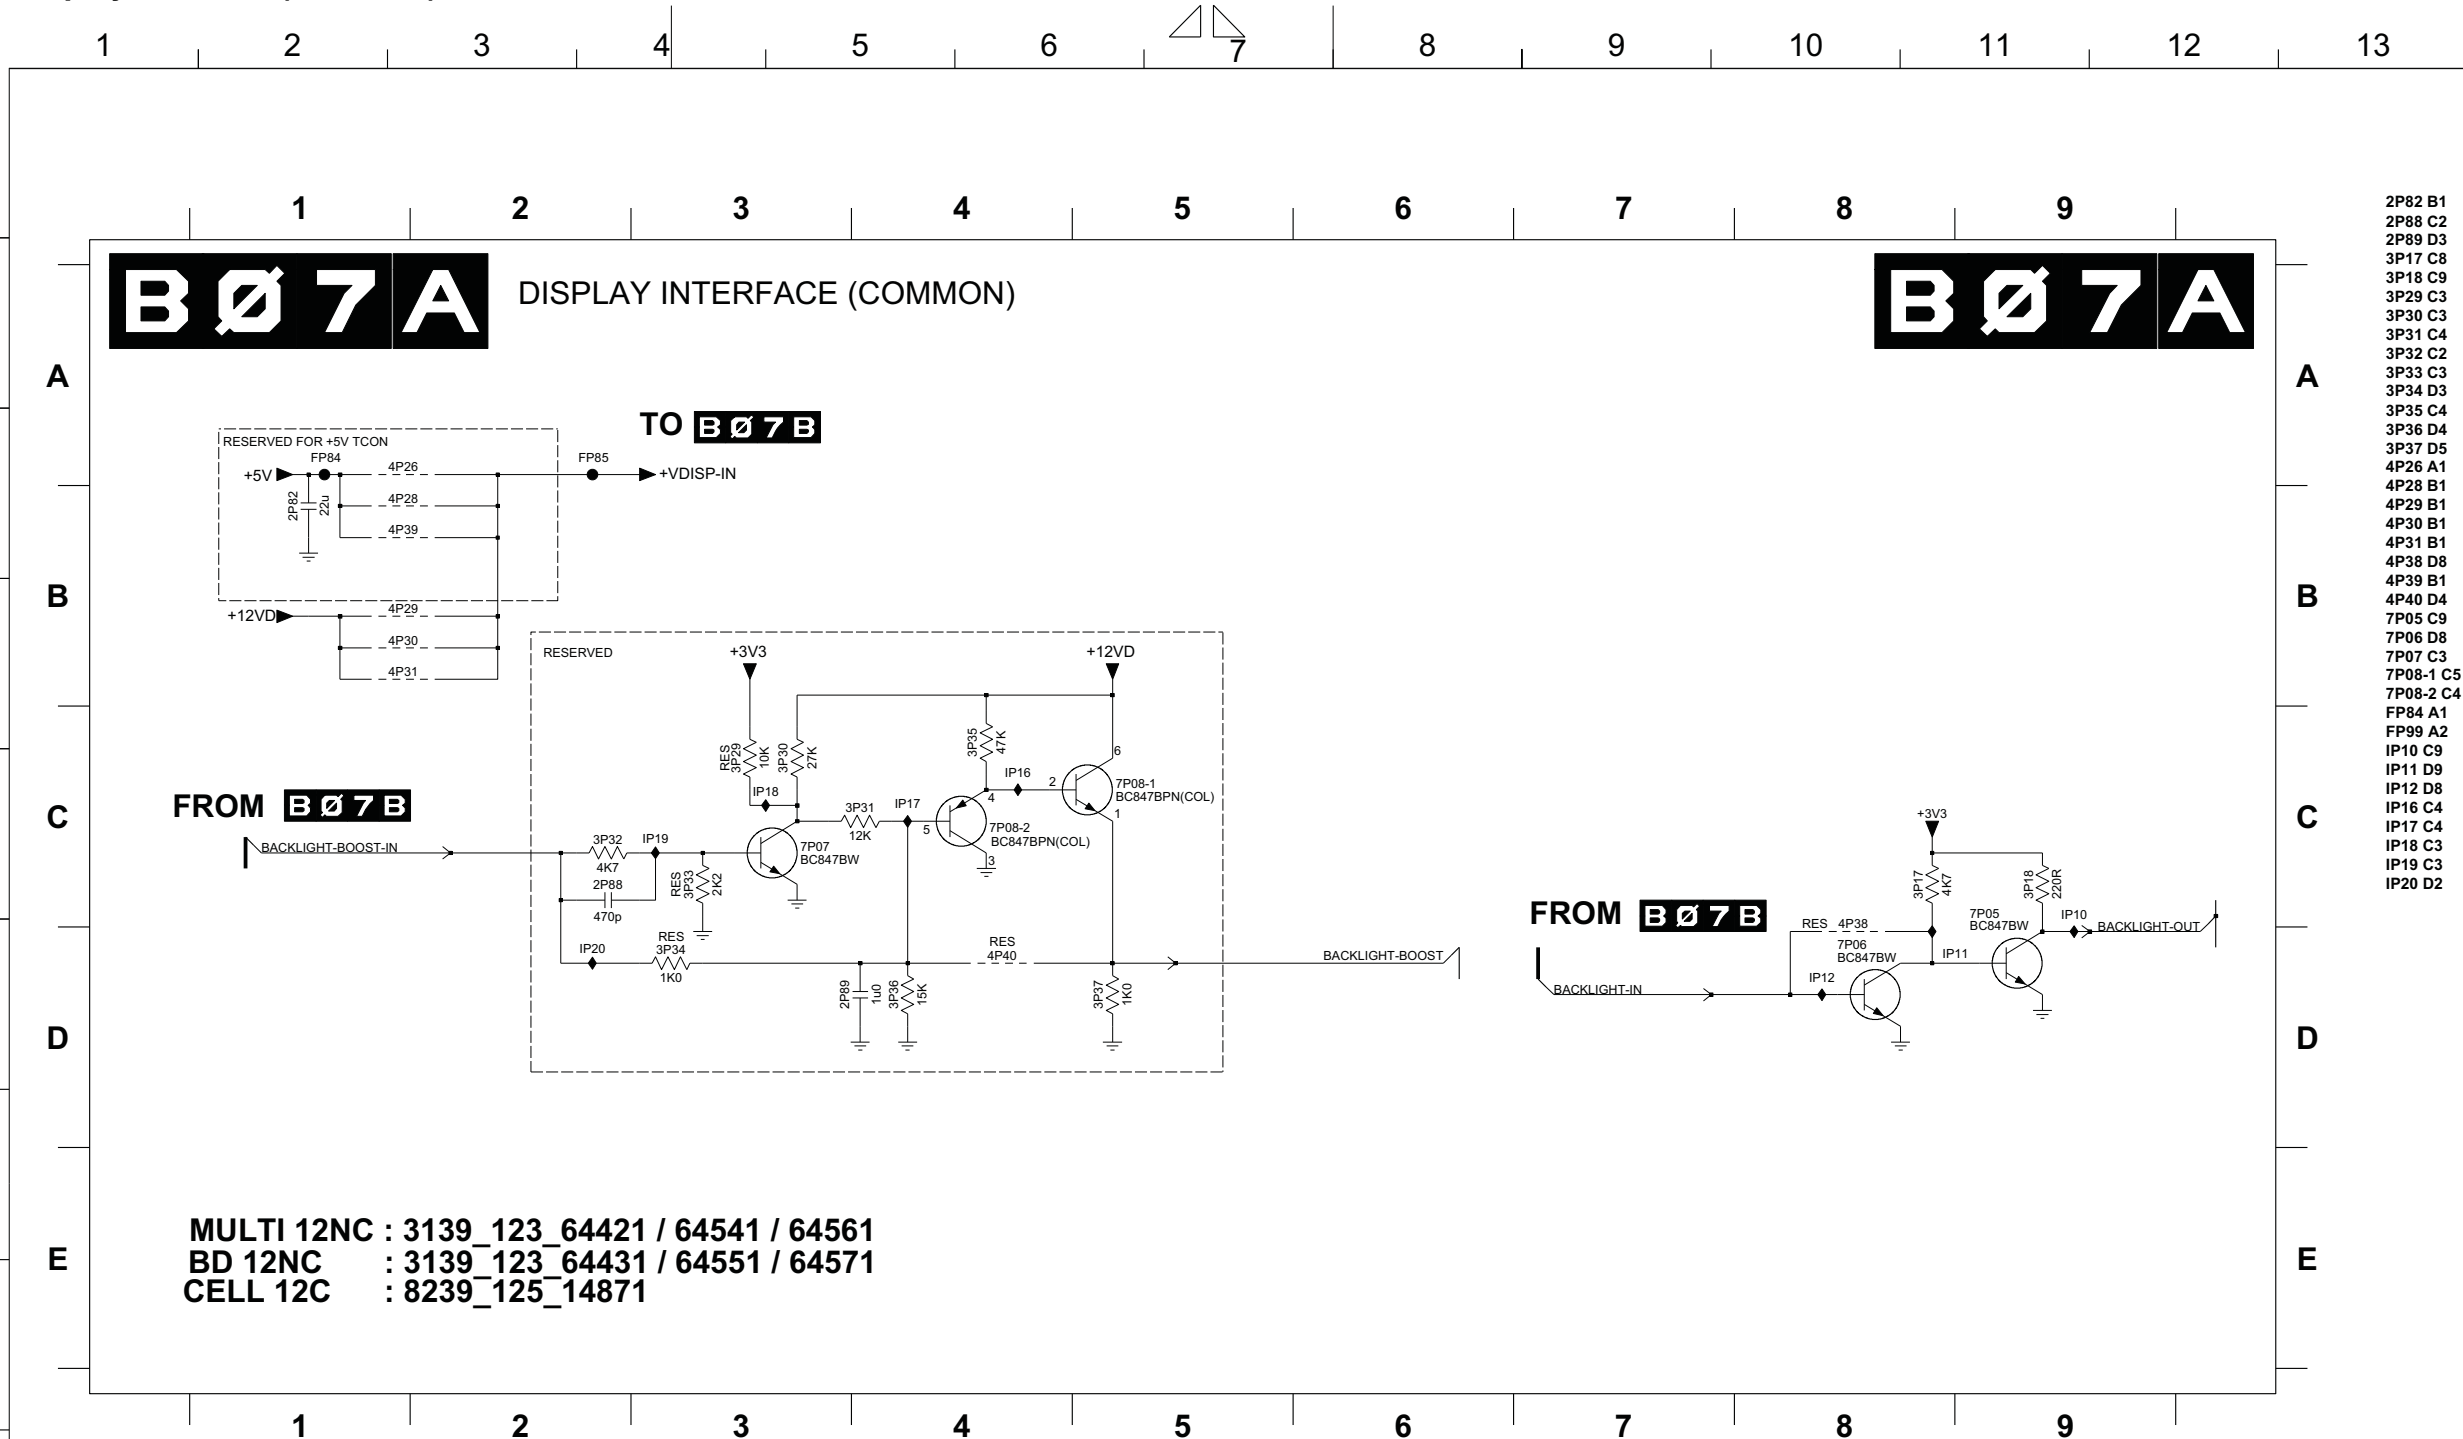 1 2 3 4 5 6 7 8 9 10 11 12 13
1 2 3 4 5 6 7 8 9
BØ7A
DISPLAY INTERFACE (COMMON)
BØ7A
A
A
TO BØ7B
RESERVED FOR +5V TCON
FP84
4P26
FP85
+5V
+VDISP-IN
2P82
22u
4P28
4P39
B
B
+12VD
4P29
4P30
4P31
RESERVED
+3V3
+12VD
RES
3P29
10K
3P30
27K
3P35
47K
6
IP16
2
7P08-1
BC847BPN(COL)
1
IP18
4
FROM BØ7B
C
C
3P31
12K
IP17
5
7P08-2
BC847BPN(COL)
3
BACKLIGHT-BOOST-IN
3P32
4K7
IP19
7P07
BC847BW
2P88
470p
RES
3P33
2K2
IP20
RES
3P34
1K0
RES
4P40
BACKLIGHT-BOOST
2P89
1u0
3P36
15K
3P37
1K0
+3V3
3P17
4K7
3P18
220R
FROM BØ7B
RES 4P38
7P05
BC847BW
IP10
BACKLIGHT-OUT
7P06
BC847BW
IP11
IP12
BACKLIGHT-IN
D
D
MULTI 12NC : 3139_123_64421 / 64541 / 64561
BD 12NC : 3139_123_64431 / 64551 / 64571
CELL 12C : 8239_125_14871
E
E
1 2 3 4 5 6 7 8 9
2P82 B1
2P88 C2
2P89 D3
3P17 C8
3P18 C9
3P29 C3
3P30 C3
3P31 C4
3P32 C2
3P33 C3
3P34 D3
3P35 C4
3P36 D4
3P37 D5
4P26 A1
4P28 B1
4P29 B1
4P30 B1
4P31 B1
4P38 D8
4P39 B1
4P40 D4
7P05 C9
7P06 D8
7P07 C3
7P08-1 C5
7P08-2 C4
FP84 A1
FP99 A2
IP10 C9
IP11 D9
IP12 D8
IP16 C4
IP17 C4
IP18 C3
IP19 C3
IP20 D2